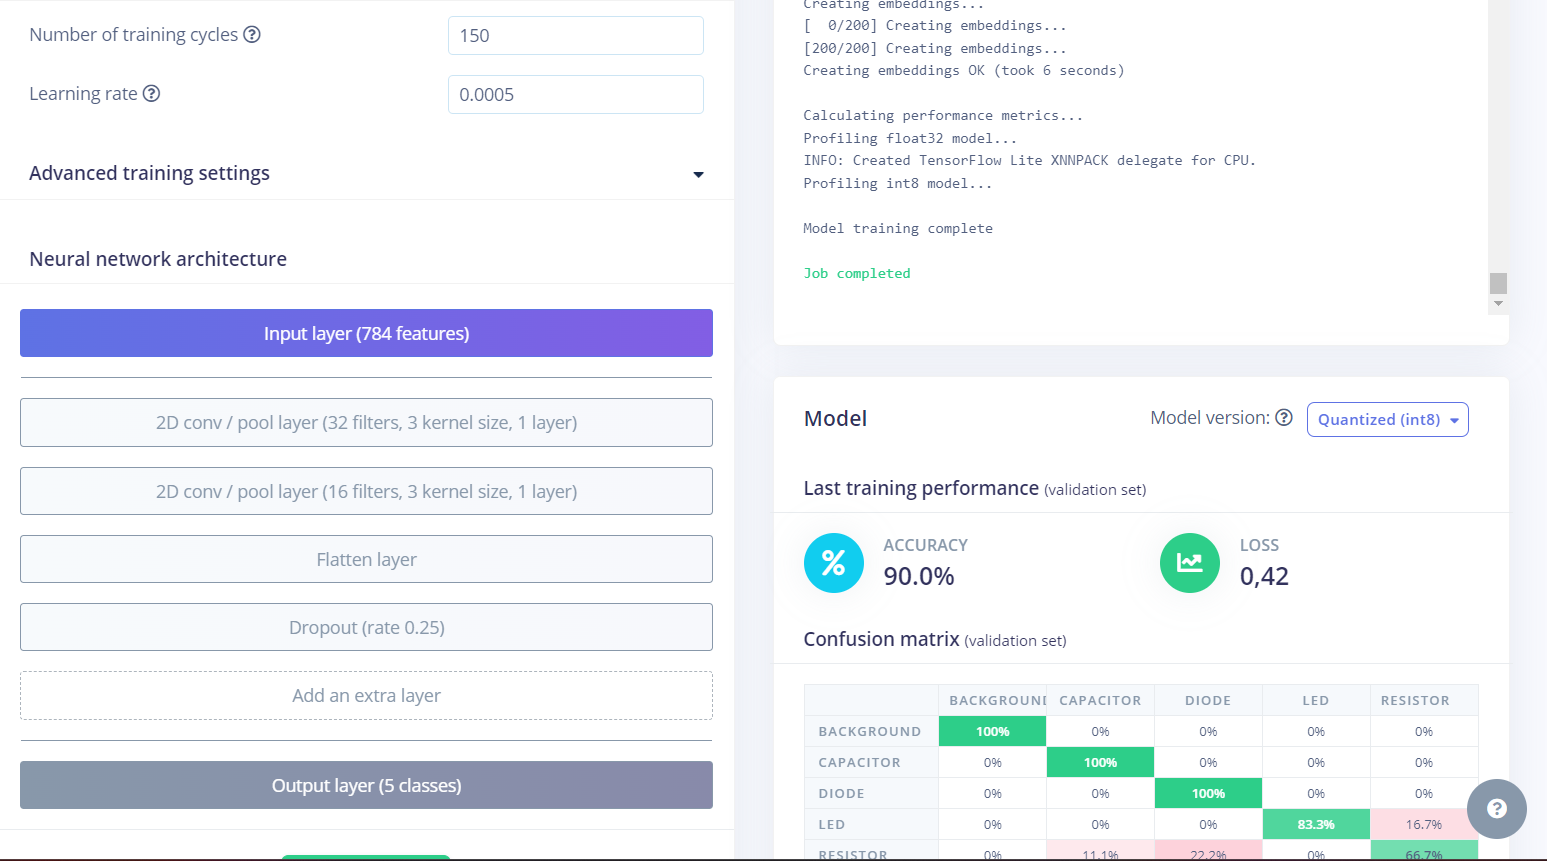 Number of training cycles
150
Learning rate
0.0005
Advanced training settings
Neural network architecture
Input layer (784 features)
2D conv / pool layer (32 filters, 3 kernel size, 1 layer)
2D conv / pool layer (16 filters, 3 kernel size, 1 layer)
Flatten layer
Dropout (rate 0.25)
Add an extra layer
Output layer (5 classes)
Creating embeddings...
[  0/200] Creating embeddings...
[200/200] Creating embeddings...
Creating embeddings OK (took 6 seconds)
Calculating performance metrics...
Profiling float32 model...
INFO: Created TensorFlow Lite XNNPACK delegate for CPU.
Profiling int8 model...
Model training complete
Job completed
Model
Model version: Quantized (int8)
Last training performance (validation set)
% ACCURACY
90.0%
LOSS
0,42
Confusion matrix (validation set)
BACKGROUND CAPACITOR DIODE LED RESISTOR
BACKGROUND 100% 0% 0% 0% 0%
CAPACITOR 0% 100% 0% 0% 0%
DIODE 0% 0% 100% 0% 0%
LED 0% 0% 0% 83.3% 16.7%
RESISTOR 0% 11.1% 22.2% 0% 66.7%
?